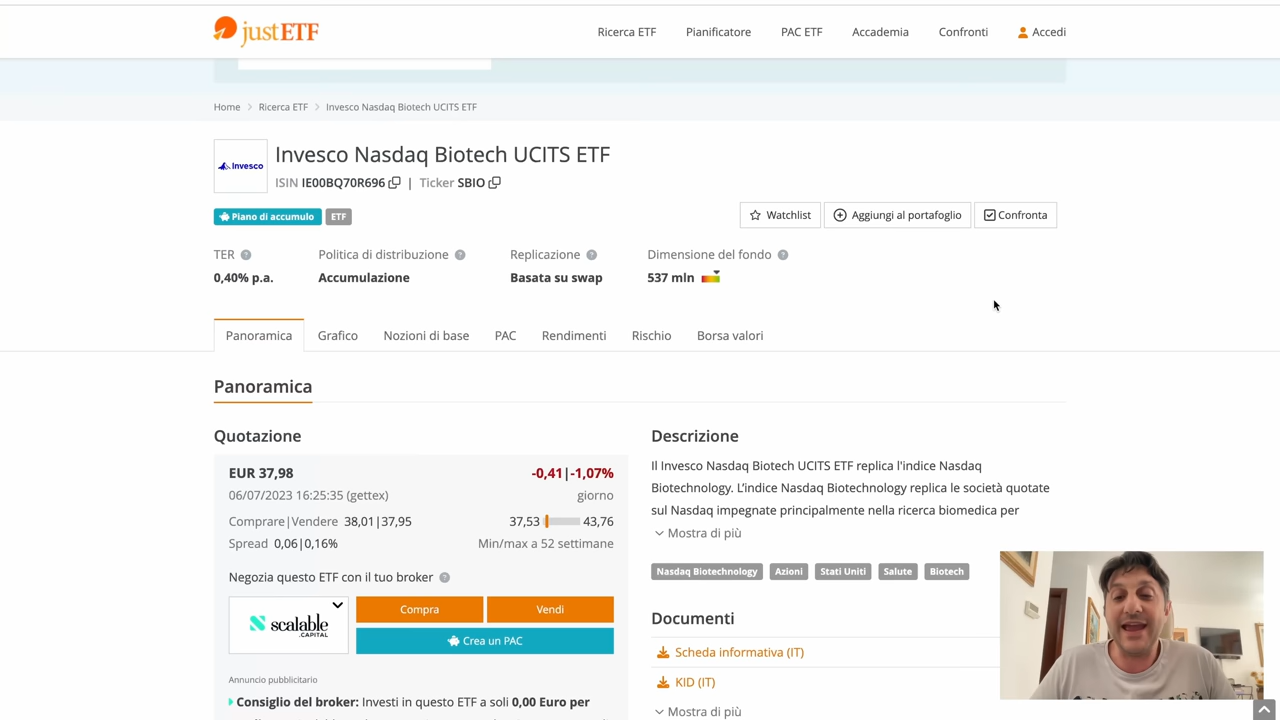 justETF
Ricerca ETF
Pianificatore
PAC ETF
Accademia
Confronti
Accedi
Home > Ricerca ETF > Invesco Nasdaq Biotech UCITS ETF
Invesco
Invesco Nasdaq Biotech UCITS ETF
ISIN IE00BQ70R696 | Ticker SBIO
Piano di accumulo ETF
Watchlist
Aggiungi al portafoglio
Confronta
TER
Politica di distribuzione
Replicazione
Dimensione del fondo
0,40% p.a.
Accumulazione
Basata su swap
537 mln
Panoramica
Grafico
Nozioni di base
PAC
Rendimenti
Rischio
Borsa valori
Panoramica
Quotazione
EUR 37,98
-0,41|-1,07%
06/07/2023 16:25:35 (gettex)
giorno
Comprare|Vendere 38,01|37,95
37,53 43,76
Spread 0,06|0,16%
Min/max a 52 settimane
Negozia questo ETF con il tuo broker
scalable
.CAPITAL
Compra
Vendi
Crea un PAC
Annuncio pubblicitario
Consiglio del broker: Investi in questo ETF a soli 0,00 Euro per
Descrizione
Il Invesco Nasdaq Biotech UCITS ETF replica l'indice Nasdaq
Biotechnology. L'indice Nasdaq Biotechnology replica le società quotate
sul Nasdaq impegnate principalmente nella ricerca biomedica per
Mostra di più
Nasdaq Biotechnology
Azioni
Stati Uniti
Salute
Biotech
Documenti
Scheda informativa (IT)
KID (IT)
Mostra di più